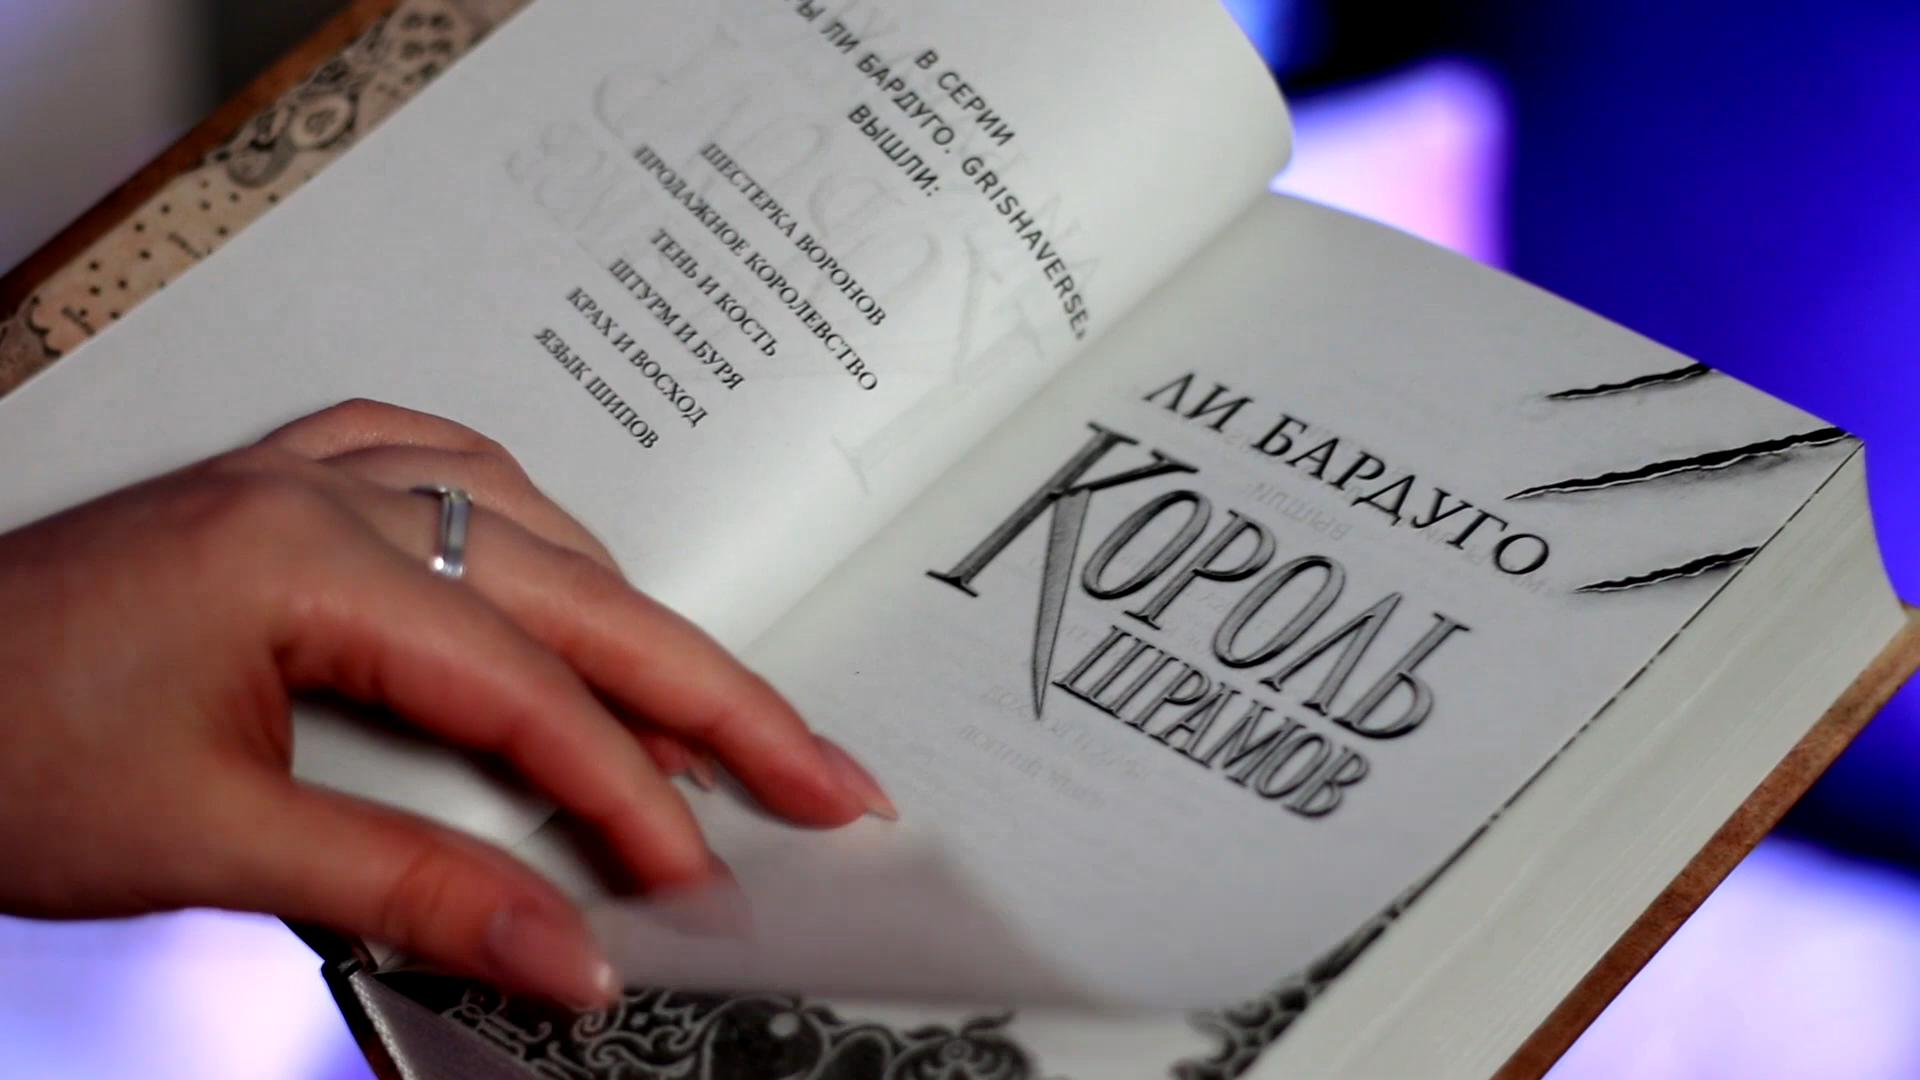 В СЕРИИ
РЫ ЛИ БАРДУГО. GRISHAVERSE.
ВЫШЛИ:
ШЕСТЕРКА ВОРОНОВ
ПРОДАЖНОЕ КОРОЛЕВСТВО
ТЕНЬ И КОСТЬ
ШТУРМ И БУРЯ
КРАХ И ВОСХОД
ЯЗЫК ШИПОВ
ЛИ БАРДУГО
КОРОЛЬ
ШРАМОВ